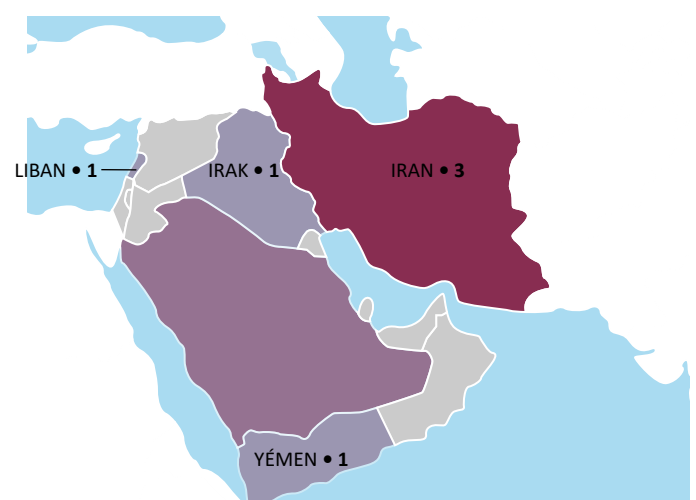 LIBAN • 1
IRAK • 1
IRAN • 3
YÉMEN • 1